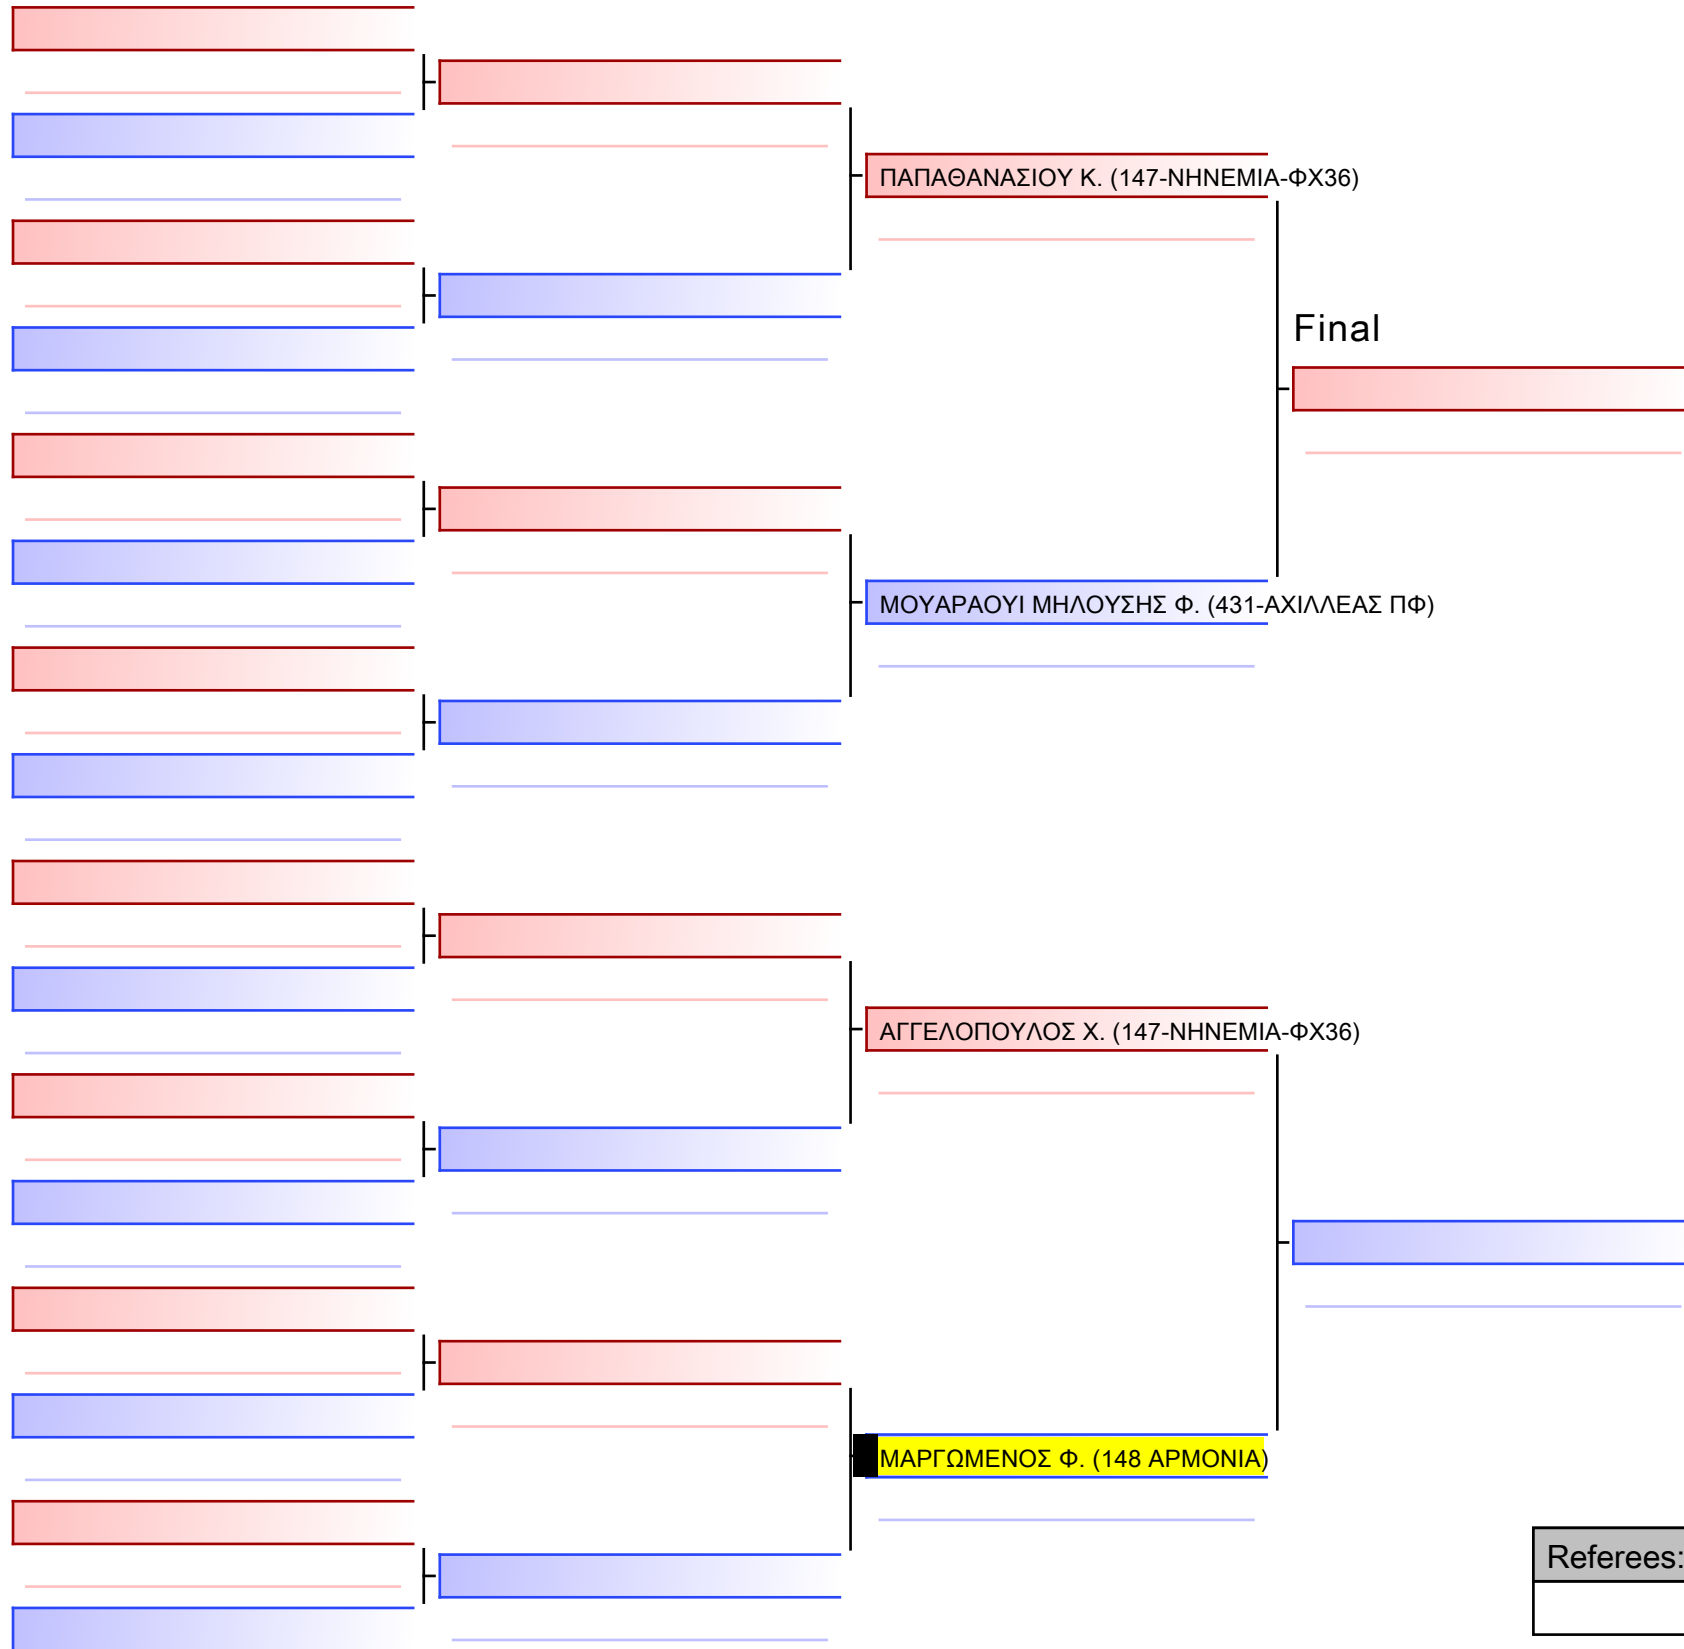 ΠΑΠΑΘΑΝΑΣΙΟΥ Κ. (147-ΝΗΝΕΜΙΑ-ΦΧ36)
Final
ΜΟΥΑΡΑΟΥΙ ΜΗΛΟΥΣΗΣ Φ. (431-ΑΧΙΛΛΕΑΣ ΠΦ)
ΑΓΓΕΛΟΠΟΥΛΟΣ Χ. (147-ΝΗΝΕΜΙΑ-ΦΧ36)
ΜΑΡΓΩΜΕΝΟΣ Φ. (148 ΑΡΜΟΝΙΑ)
Referees: